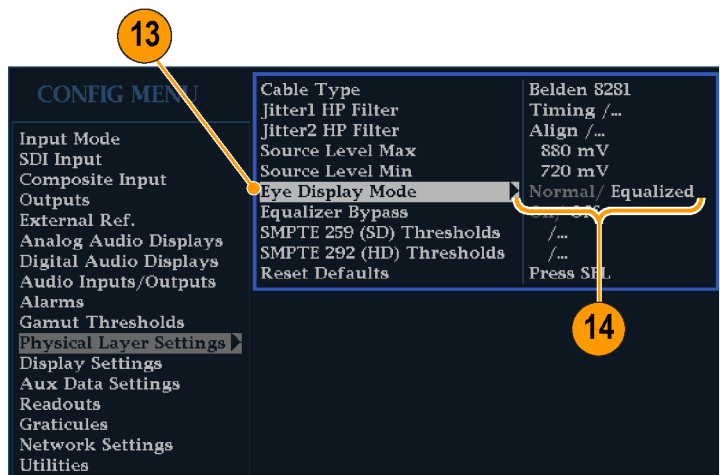 13
CONFIG MENU
Input Mode
SDI Input
Composite Input
Outputs
External Ref.
Analog Audio Displays
Digital Audio Displays
Audio Inputs/Outputs
Alarms
Gamut Thresholds
Physical Layer Settings
Display Settings
Aux Data Settings
Readouts
Graticules
Network Settings
Utilities
Cable Type Belden 8281
Jitter1 HP Filter Timing /...
Jitter2 HP Filter Align /...
Source Level Max 880 mV
Source Level Min 720 mV
Eye Display Mode Normal/ Equalized
Equalizer Bypass On/ Off
SMPTE 259 (SD) Thresholds /...
SMPTE 292 (HD) Thresholds /...
Reset Defaults Press SEL
14